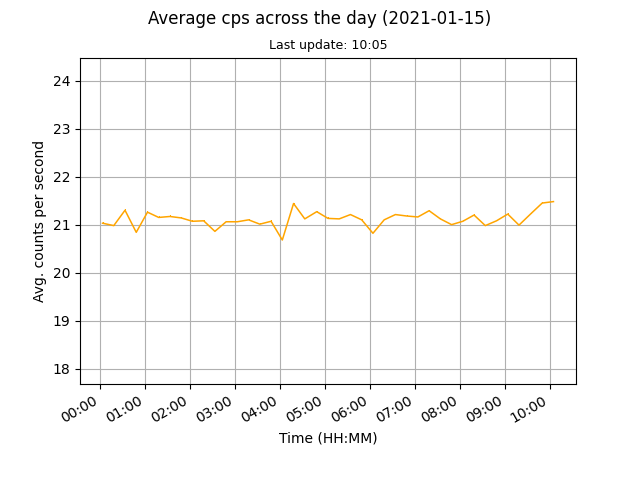 Average cps across the day (2021-01-15)
Last update: 10:05
Avg. counts per second
24
23
22
21
20
19
18
00:00 01:00 02:00 03:00 04:00 05:00 06:00 07:00 08:00 09:00 10:00
Time (HH:MM)